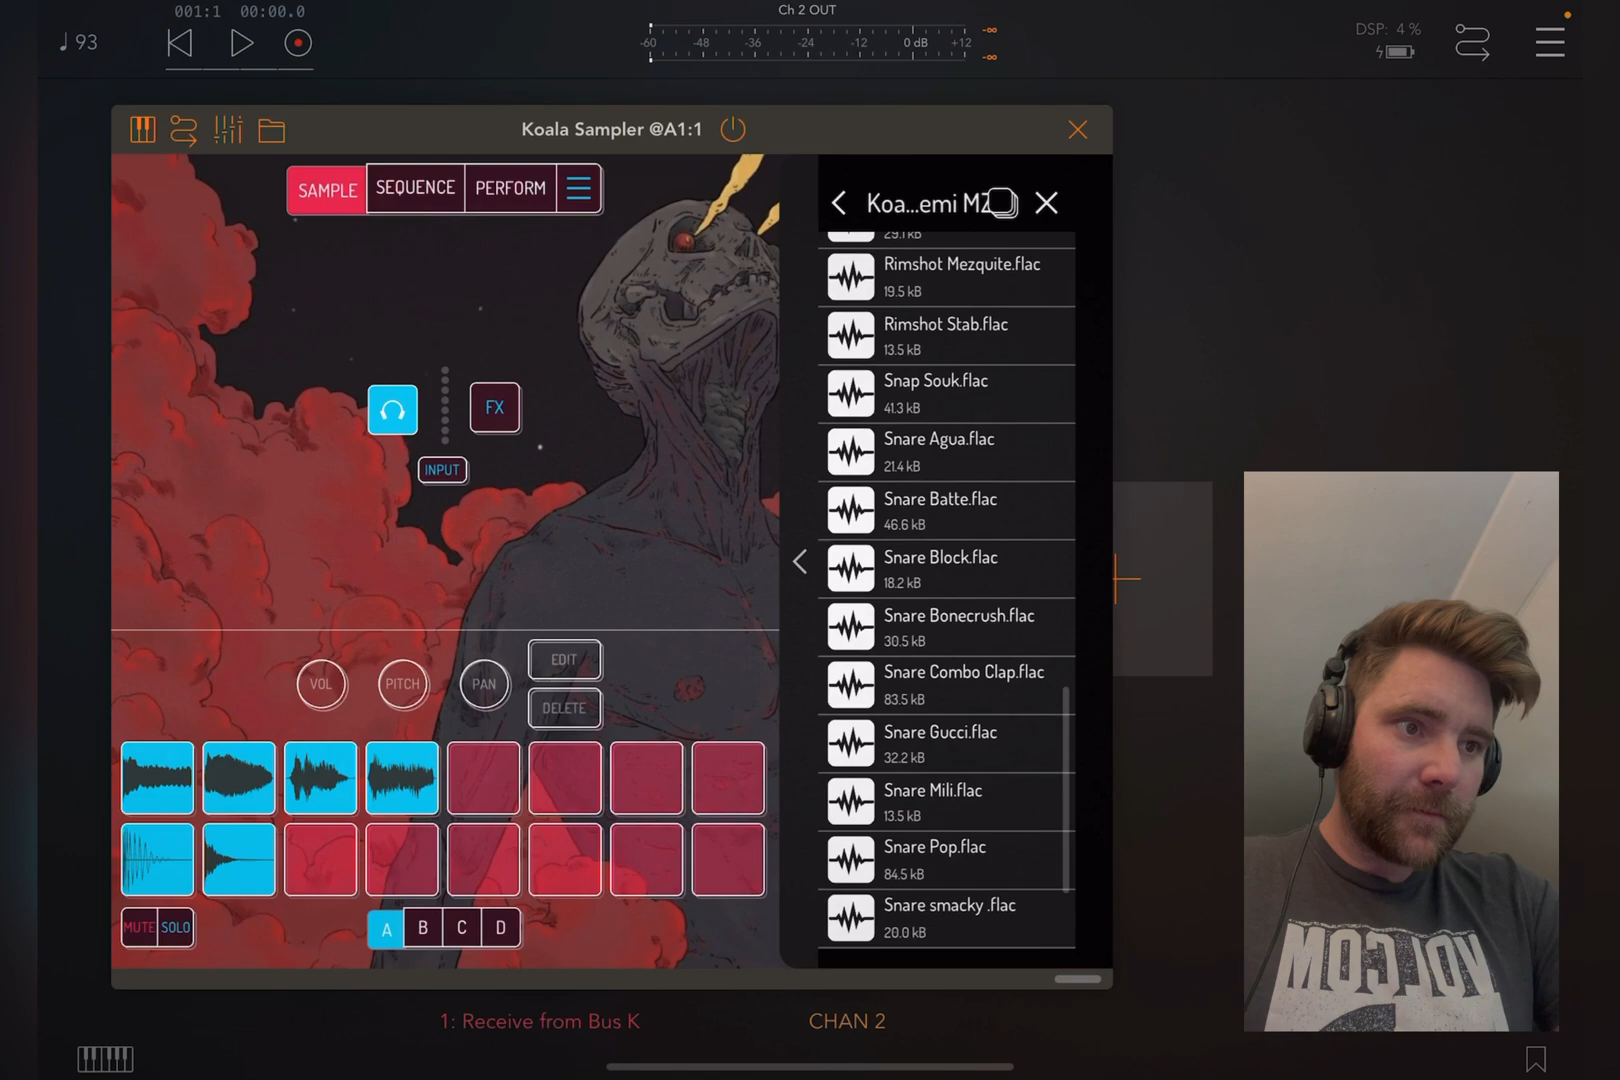 001:1 00:00.0
Ch 2 OUT
93
-60 -48 -36 -24 -12 0 dB +12
-∞
-∞
DSP: 4 %
Koala Sampler @A1:1
SAMPLE SEQUENCE PERFORM
Koa...emi MZ
29.1 kB
Rimshot Mezquite.flac
19.5 kB
Rimshot Stab.flac
13.5 kB
Snap Souk.flac
41.3 kB
Snare Agua.flac
21.4 kB
Snare Batte.flac
46.6 kB
Snare Block.flac
18.2 kB
Snare Bonecrush.flac
30.5 kB
Snare Combo Clap.flac
83.5 kB
Snare Gucci.flac
32.2 kB
Snare Mili.flac
13.5 kB
Snare Pop.flac
84.5 kB
Snare smacky .flac
20.0 kB
FX
INPUT
VOL PITCH PAN
EDIT
DELETE
MUTE SOLO
A B C D
1: Receive from Bus K
CHAN 2
VOLCOM